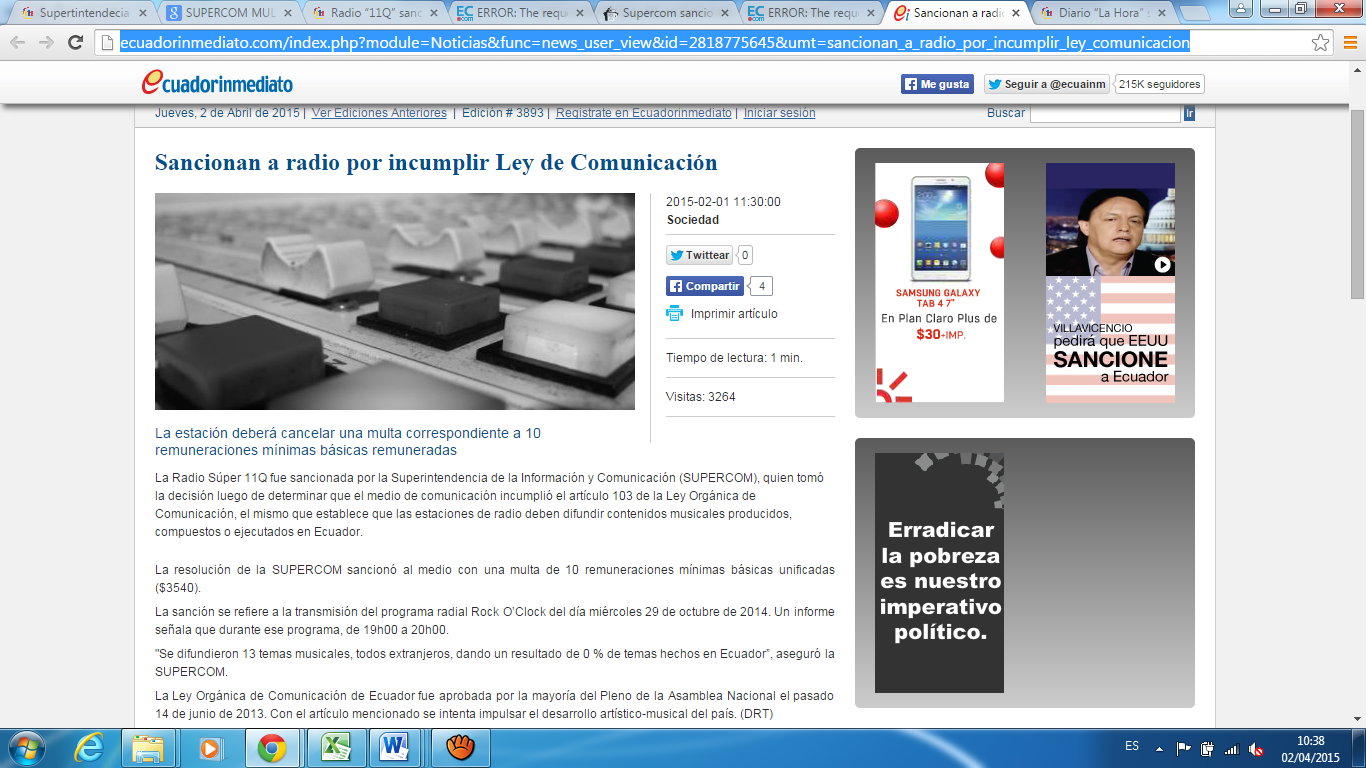 Supertintendecia
SUPERCOM MUL
Radio “11Q” sanc
ERROR: The reque
Supercom sancio
ERROR: The reque
Sancionan a radio
Diario “La Hora” s
ecuadorinmediato.com/index.php?module=Noticias&func=news_user_view&id=2818775645&umt=sancionan_a_radio_por_incumplir_ley_comunicacion
ecuadorinmediato
Me gusta
Seguir a @ecuainm
215K seguidores
Jueves, 2 de Abril de 2015 | Ver Ediciones Anteriores | Edición # 3893 | Registrate en Ecuadorinmediato | Iniciar sesión
Buscar
Ir
Sancionan a radio por incumplir Ley de Comunicación
2015-02-01 11:30:00
Sociedad
Twittear 0
Compartir 4
Imprimir artículo
Tiempo de lectura: 1 min.
Visitas: 3264
La estación deberá cancelar una multa correspondiente a 10
remuneraciones mínimas básicas remuneradas
La Radio Súper 11Q fue sancionada por la Superintendencia de la Información y Comunicación (SUPERCOM), quien tomó
la decisión luego de determinar que el medio de comunicación incumplió el artículo 103 de la Ley Orgánica de
Comunicación, el mismo que establece que las estaciones de radio deben difundir contenidos musicales producidos,
compuestos o ejecutados en Ecuador.
La resolución de la SUPERCOM sancionó al medio con una multa de 10 remuneraciones mínimas básicas unificadas
($3540).
La sanción se refiere a la transmisión del programa radial Rock O’Clock del día miércoles 29 de octubre de 2014. Un informe
señala que durante ese programa, de 19h00 a 20h00.
"Se difundieron 13 temas musicales, todos extranjeros, dando un resultado de 0 % de temas hechos en Ecuador”, aseguró la
SUPERCOM.
La Ley Orgánica de Comunicación de Ecuador fue aprobada por la mayoría del Pleno de la Asamblea Nacional el pasado
14 de junio de 2013. Con el artículo mencionado se intenta impulsar el desarrollo artístico-musical del país. (DRT)
SAMSUNG GALAXY
TAB 4 7"
En Plan Claro Plus de
$30+IMP.
VILLAVICENCIO
pedirá que EEUU
SANCIONE
a Ecuador
Erradicar
la pobreza
es nuestro
imperativo
político.
ES
10:38
02/04/2015